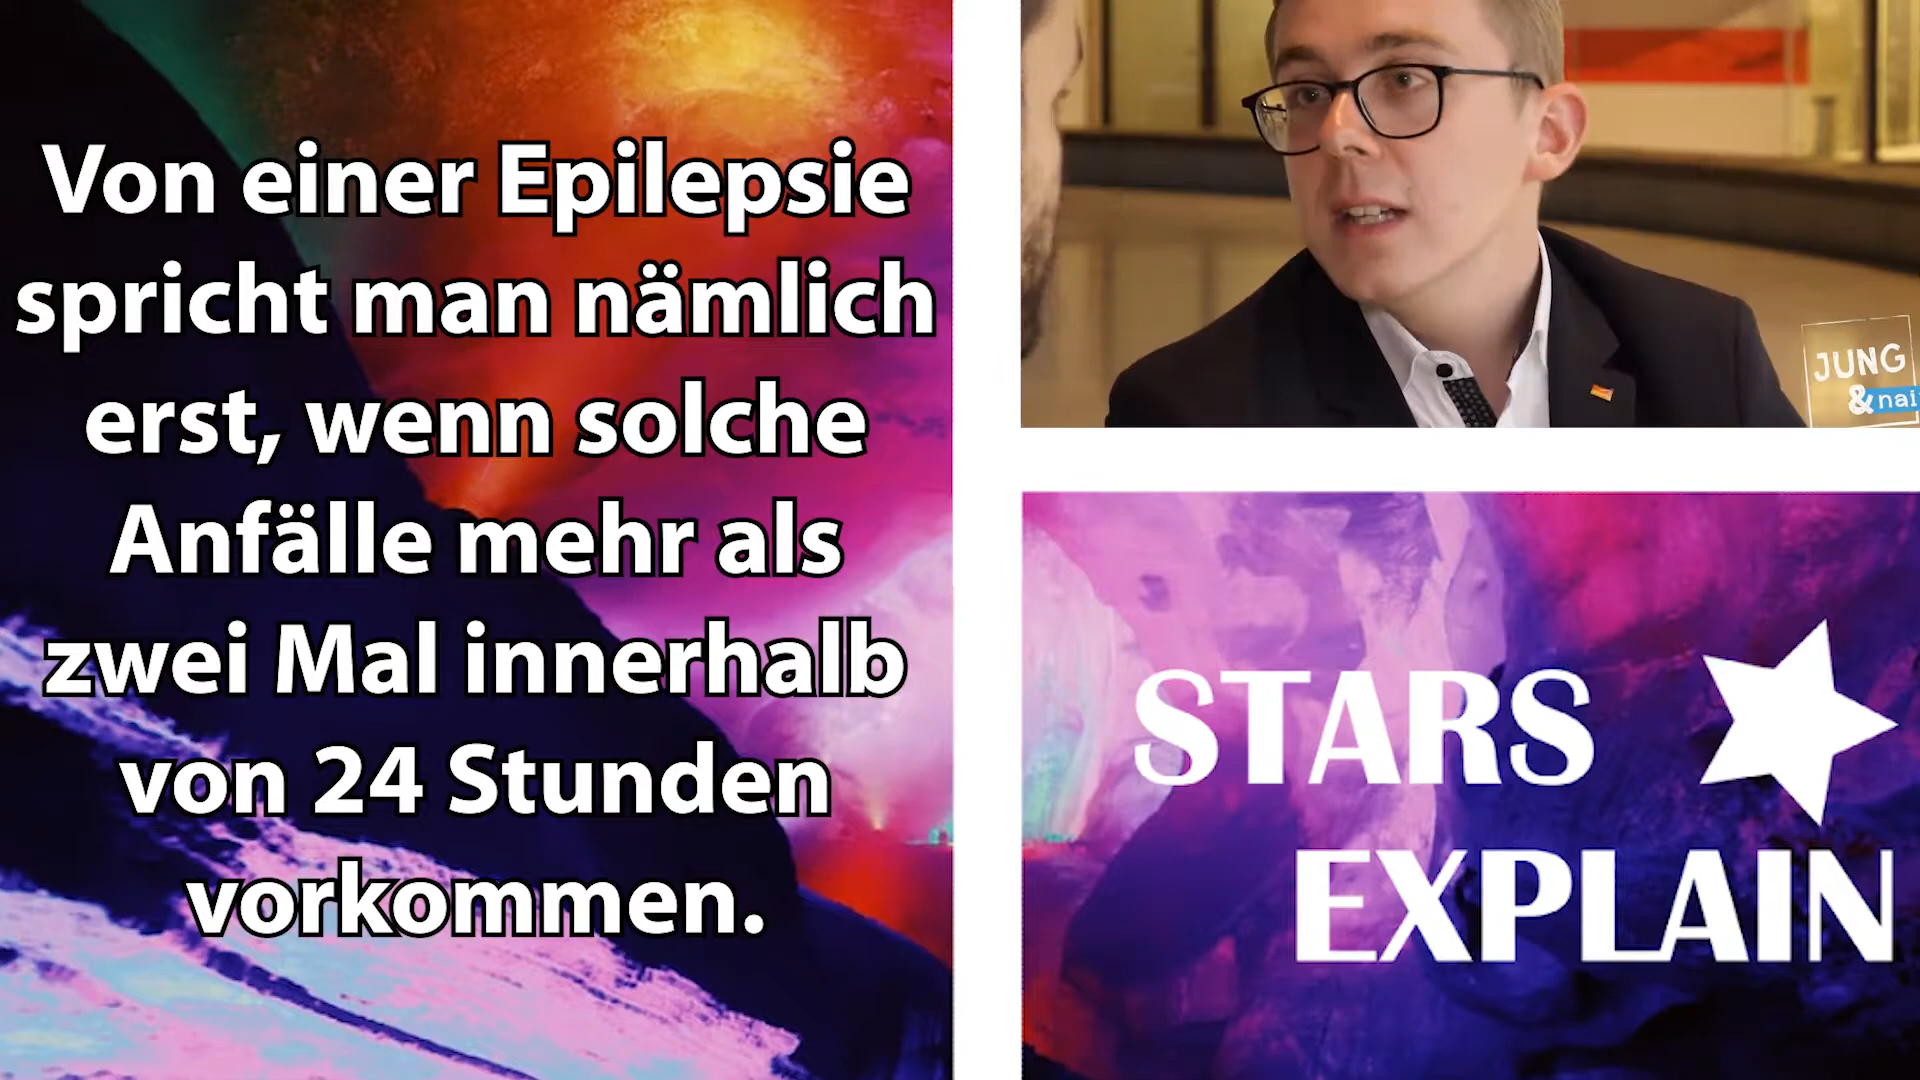 Von einer Epilepsie
spricht man nämlich
erst, wenn solche
Anfälle mehr als
zwei Mal innerhalb
von 24 Stunden
vorkommen.
JUNG
& nai
STARS
EXPLAIN